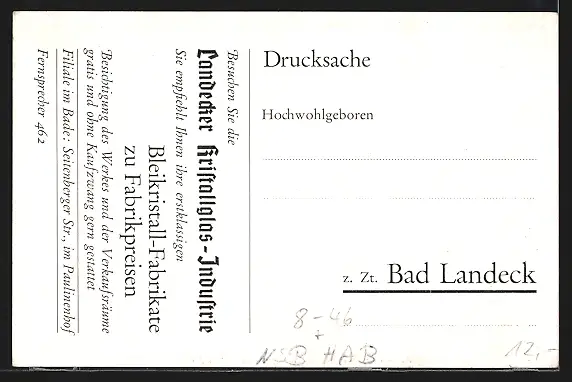 Besuchen Sie die
Landecker Kristallglas-Industrie
Sie empfiehlt Ihnen ihre erstklassigen
Bleikristall-Fabrikate
zu Fabrikpreisen
Besichtigung des Werkes und der Verkaufsräume
gratis und ohne Kaufzwang gern gestattet
Filiale im Bade: Seitenberger Str., im Paulinenhof
Fernsprecher 462
Drucksache
Hochwohlgeboren
z. Zt. Bad Landeck
8-46
+
NSB HAB
12,-